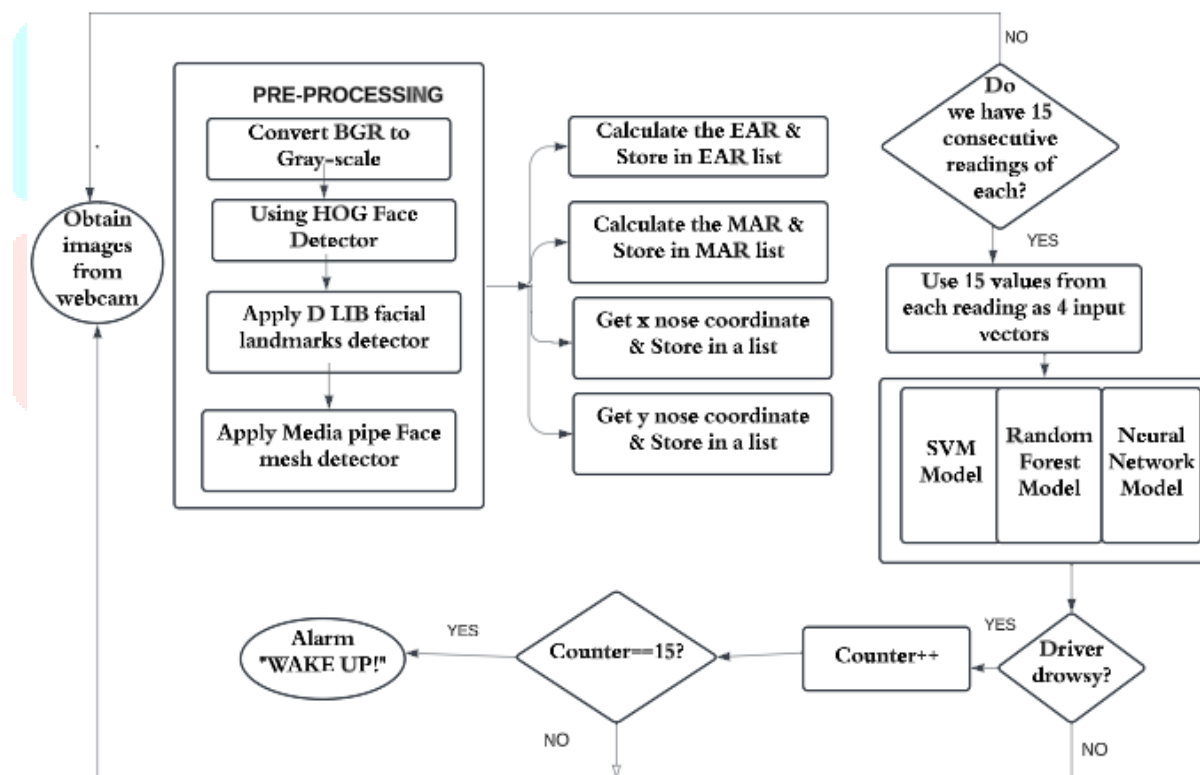 NO
PRE-PROCESSING
Convert BGR to
Gray-scale
Using HOG Face
Detector
Apply D LIB facial
landmarks detector
Apply Media pipe Face
mesh detector
Obtain
images
from
webcam
Calculate the EAR &
Store in EAR list
Calculate the MAR &
Store in MAR list
Get x nose coordinate
& Store in a list
Get y nose coordinate
& Store in a list
Do
we have 15
consecutive
readings of
each?
YES
Use 15 values from
each reading as 4 input
vectors
SVM
Model
Random
Forest
Model
Neural
Network
Model
Driver
drowsy?
YES
NO
Counter++
Counter==15?
YES
NO
Alarm
"WAKE UP!"